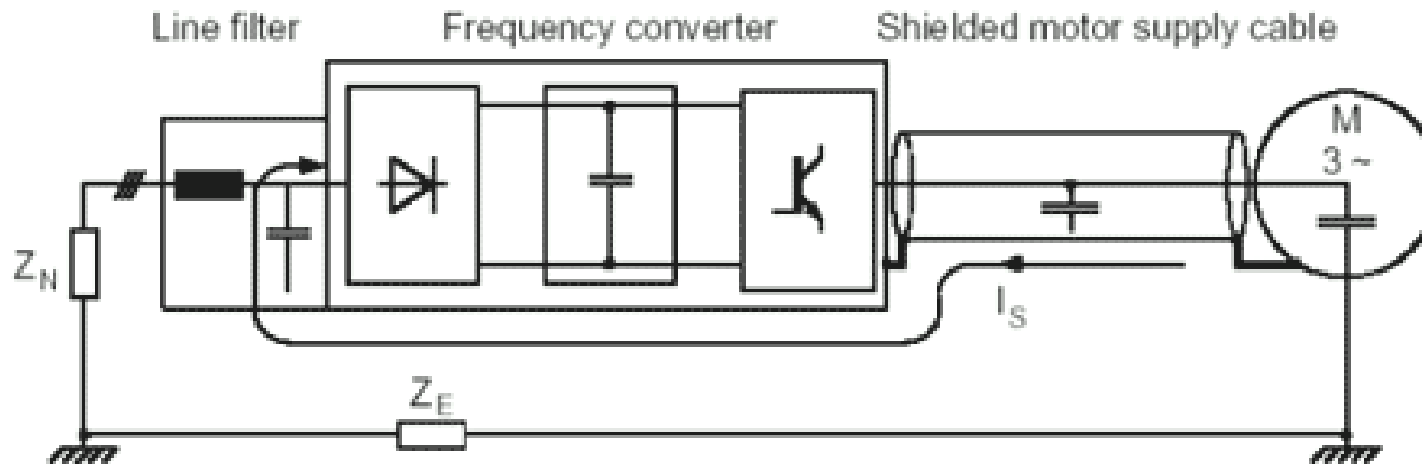 Line filter
Frequency converter
Shielded motor supply cable
M
3 ~
Z_N
I_S
Z_E